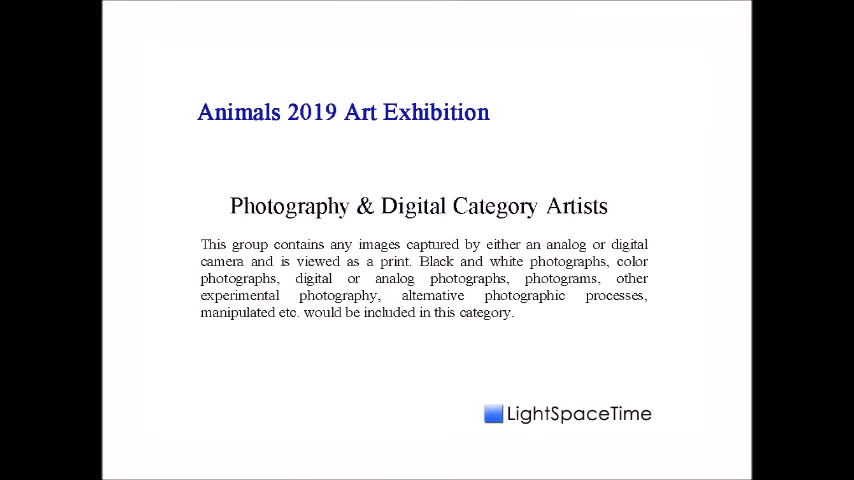 Animals 2019 Art Exhibition
Photography & Digital Category Artists
This group contains any images captured by either an analog or digital
camera and is viewed as a print. Black and white photographs, color
photographs, digital or analog photographs, photograms, other
experimental photography, alternative photographic processes,
manipulated etc. would be included in this category.
LightSpaceTime